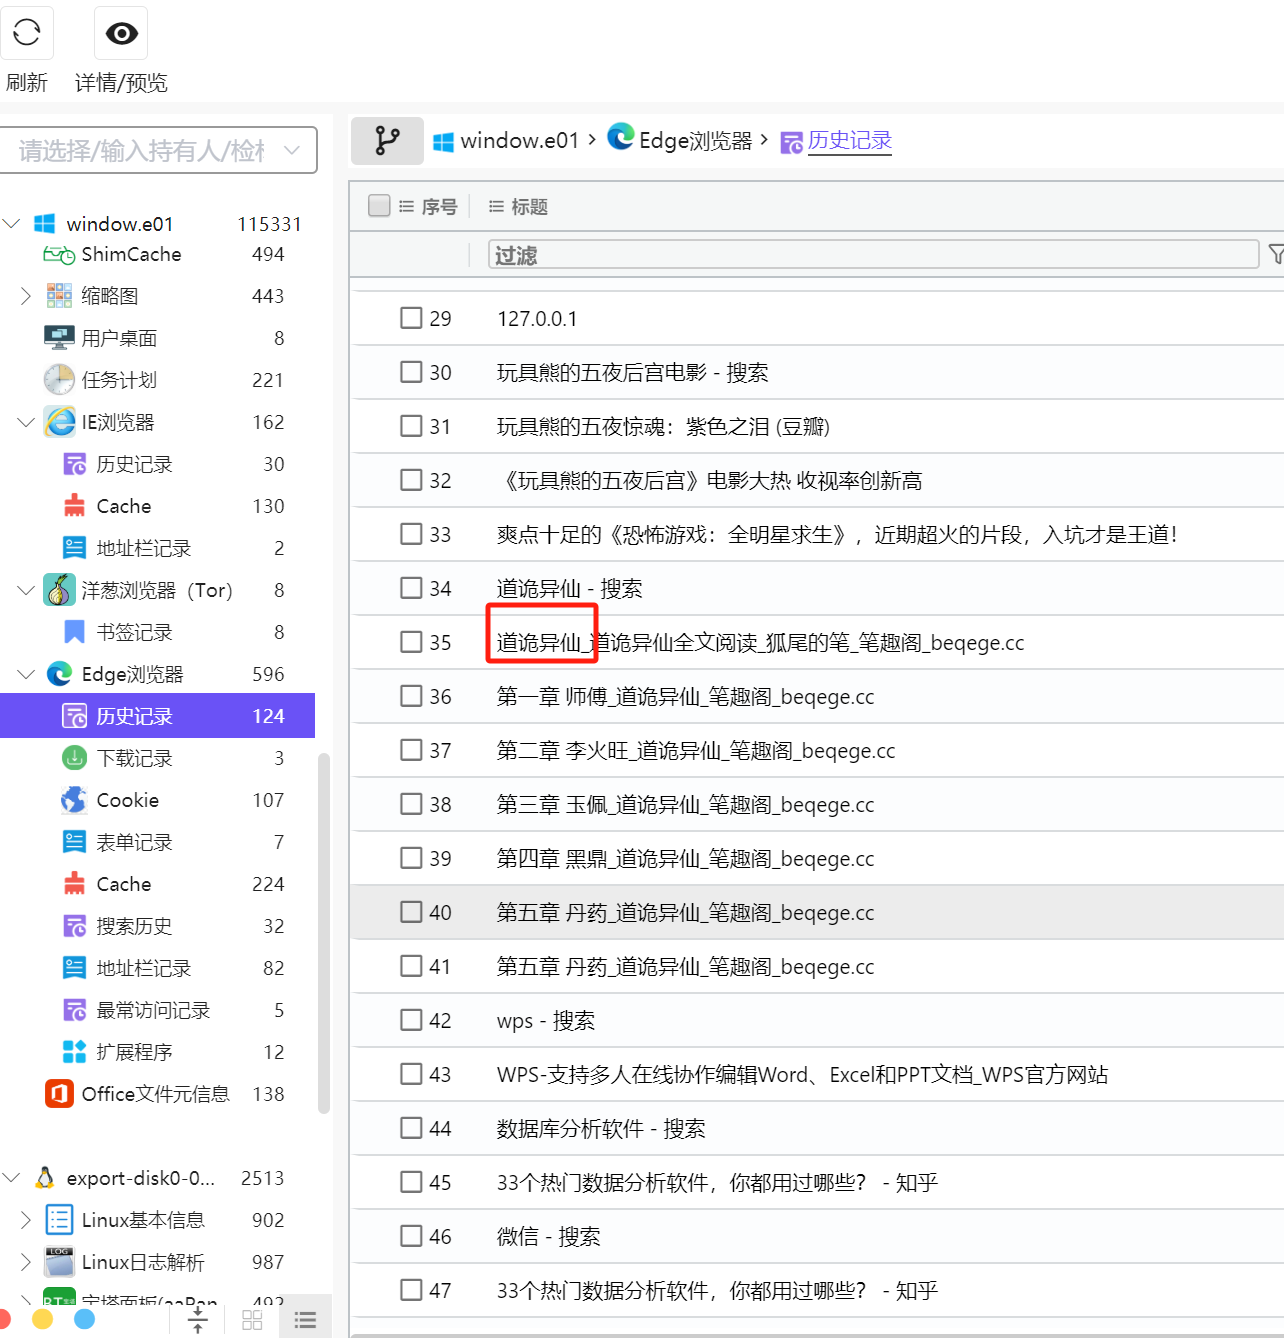 刷新
详情/预览
请选择/输入持有人/检
window.e01 115331
ShimCache 494
缩略图 443
用户桌面 8
任务计划 221
IE浏览器 162
历史记录 30
Cache 130
地址栏记录 2
洋葱浏览器（Tor） 8
书签记录 8
Edge浏览器 596
历史记录 124
下载记录 3
Cookie 107
表单记录 7
Cache 224
搜索历史 32
地址栏记录 82
最常访问记录 5
扩展程序 12
Office文件元信息 138
export-disk0-0... 2513
Linux基本信息 902
LOG
Linux日志解析 987
window.e01 › Edge浏览器 › 历史记录
序号 标题
过滤
29 127.0.0.1
30 玩具熊的五夜后宫电影 - 搜索
31 玩具熊的五夜惊魂：紫色之泪 (豆瓣)
32 《玩具熊的五夜后宫》电影大热 收视率创新高
33 爽点十足的《恐怖游戏：全明星求生》，近期超火的片段，入坑才是王道！
34 道诡异仙 - 搜索
35 道诡异仙_道诡异仙全文阅读_狐尾的笔_笔趣阁_beqege.cc
36 第一章 师傅_道诡异仙_笔趣阁_beqege.cc
37 第二章 李火旺_道诡异仙_笔趣阁_beqege.cc
38 第三章 玉佩_道诡异仙_笔趣阁_beqege.cc
39 第四章 黑鼎_道诡异仙_笔趣阁_beqege.cc
40 第五章 丹药_道诡异仙_笔趣阁_beqege.cc
41 第五章 丹药_道诡异仙_笔趣阁_beqege.cc
42 wps - 搜索
43 WPS-支持多人在线协作编辑Word、Excel和PPT文档_WPS官方网站
44 数据库分析软件 - 搜索
45 33个热门数据分析软件，你都用过哪些？ - 知乎
46 微信 - 搜索
47 33个热门数据分析软件，你都用过哪些？ - 知乎